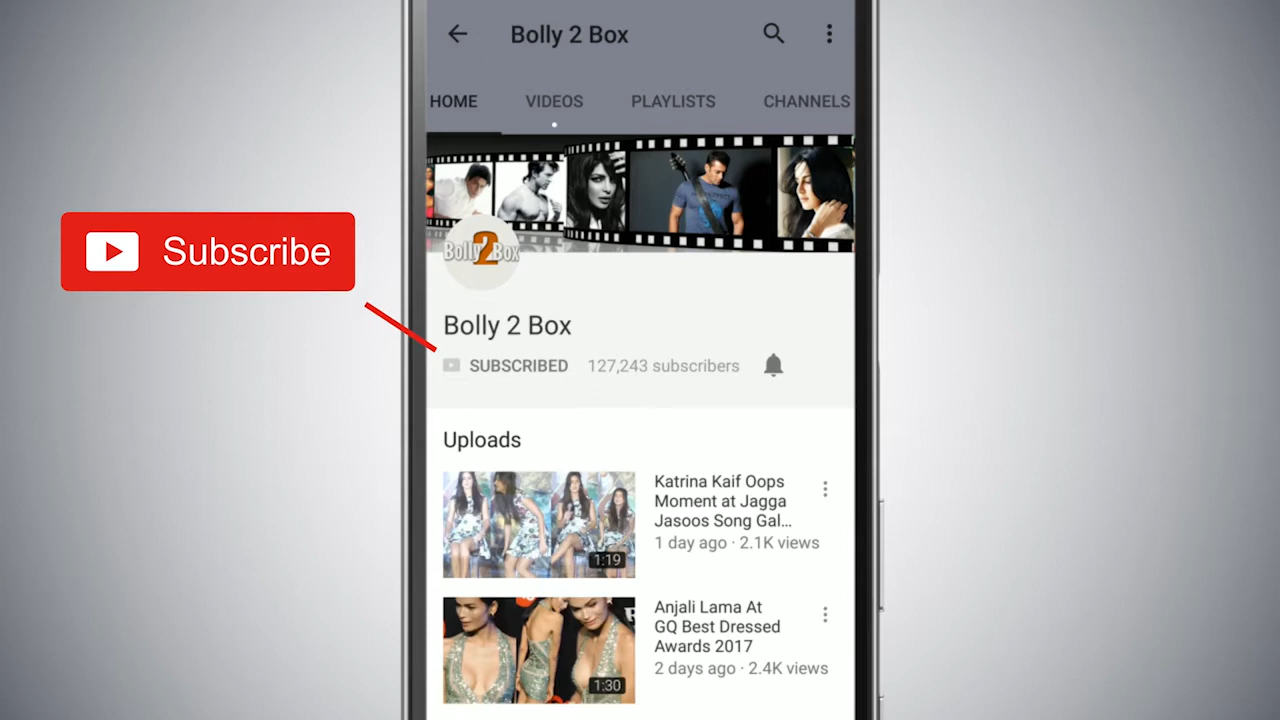 Bolly 2 Box
HOME VIDEOS PLAYLISTS CHANNELS
Bolly 2 Box
Subscribe
Bolly 2 Box
SUBSCRIBED 127,243 subscribers
Uploads
Katrina Kaif Oops
Moment at Jagga
Jasoos Song Gal...
1 day ago · 2.1K views
1:19
Anjali Lama At
GQ Best Dressed
Awards 2017
2 days ago · 2.4K views
1:30